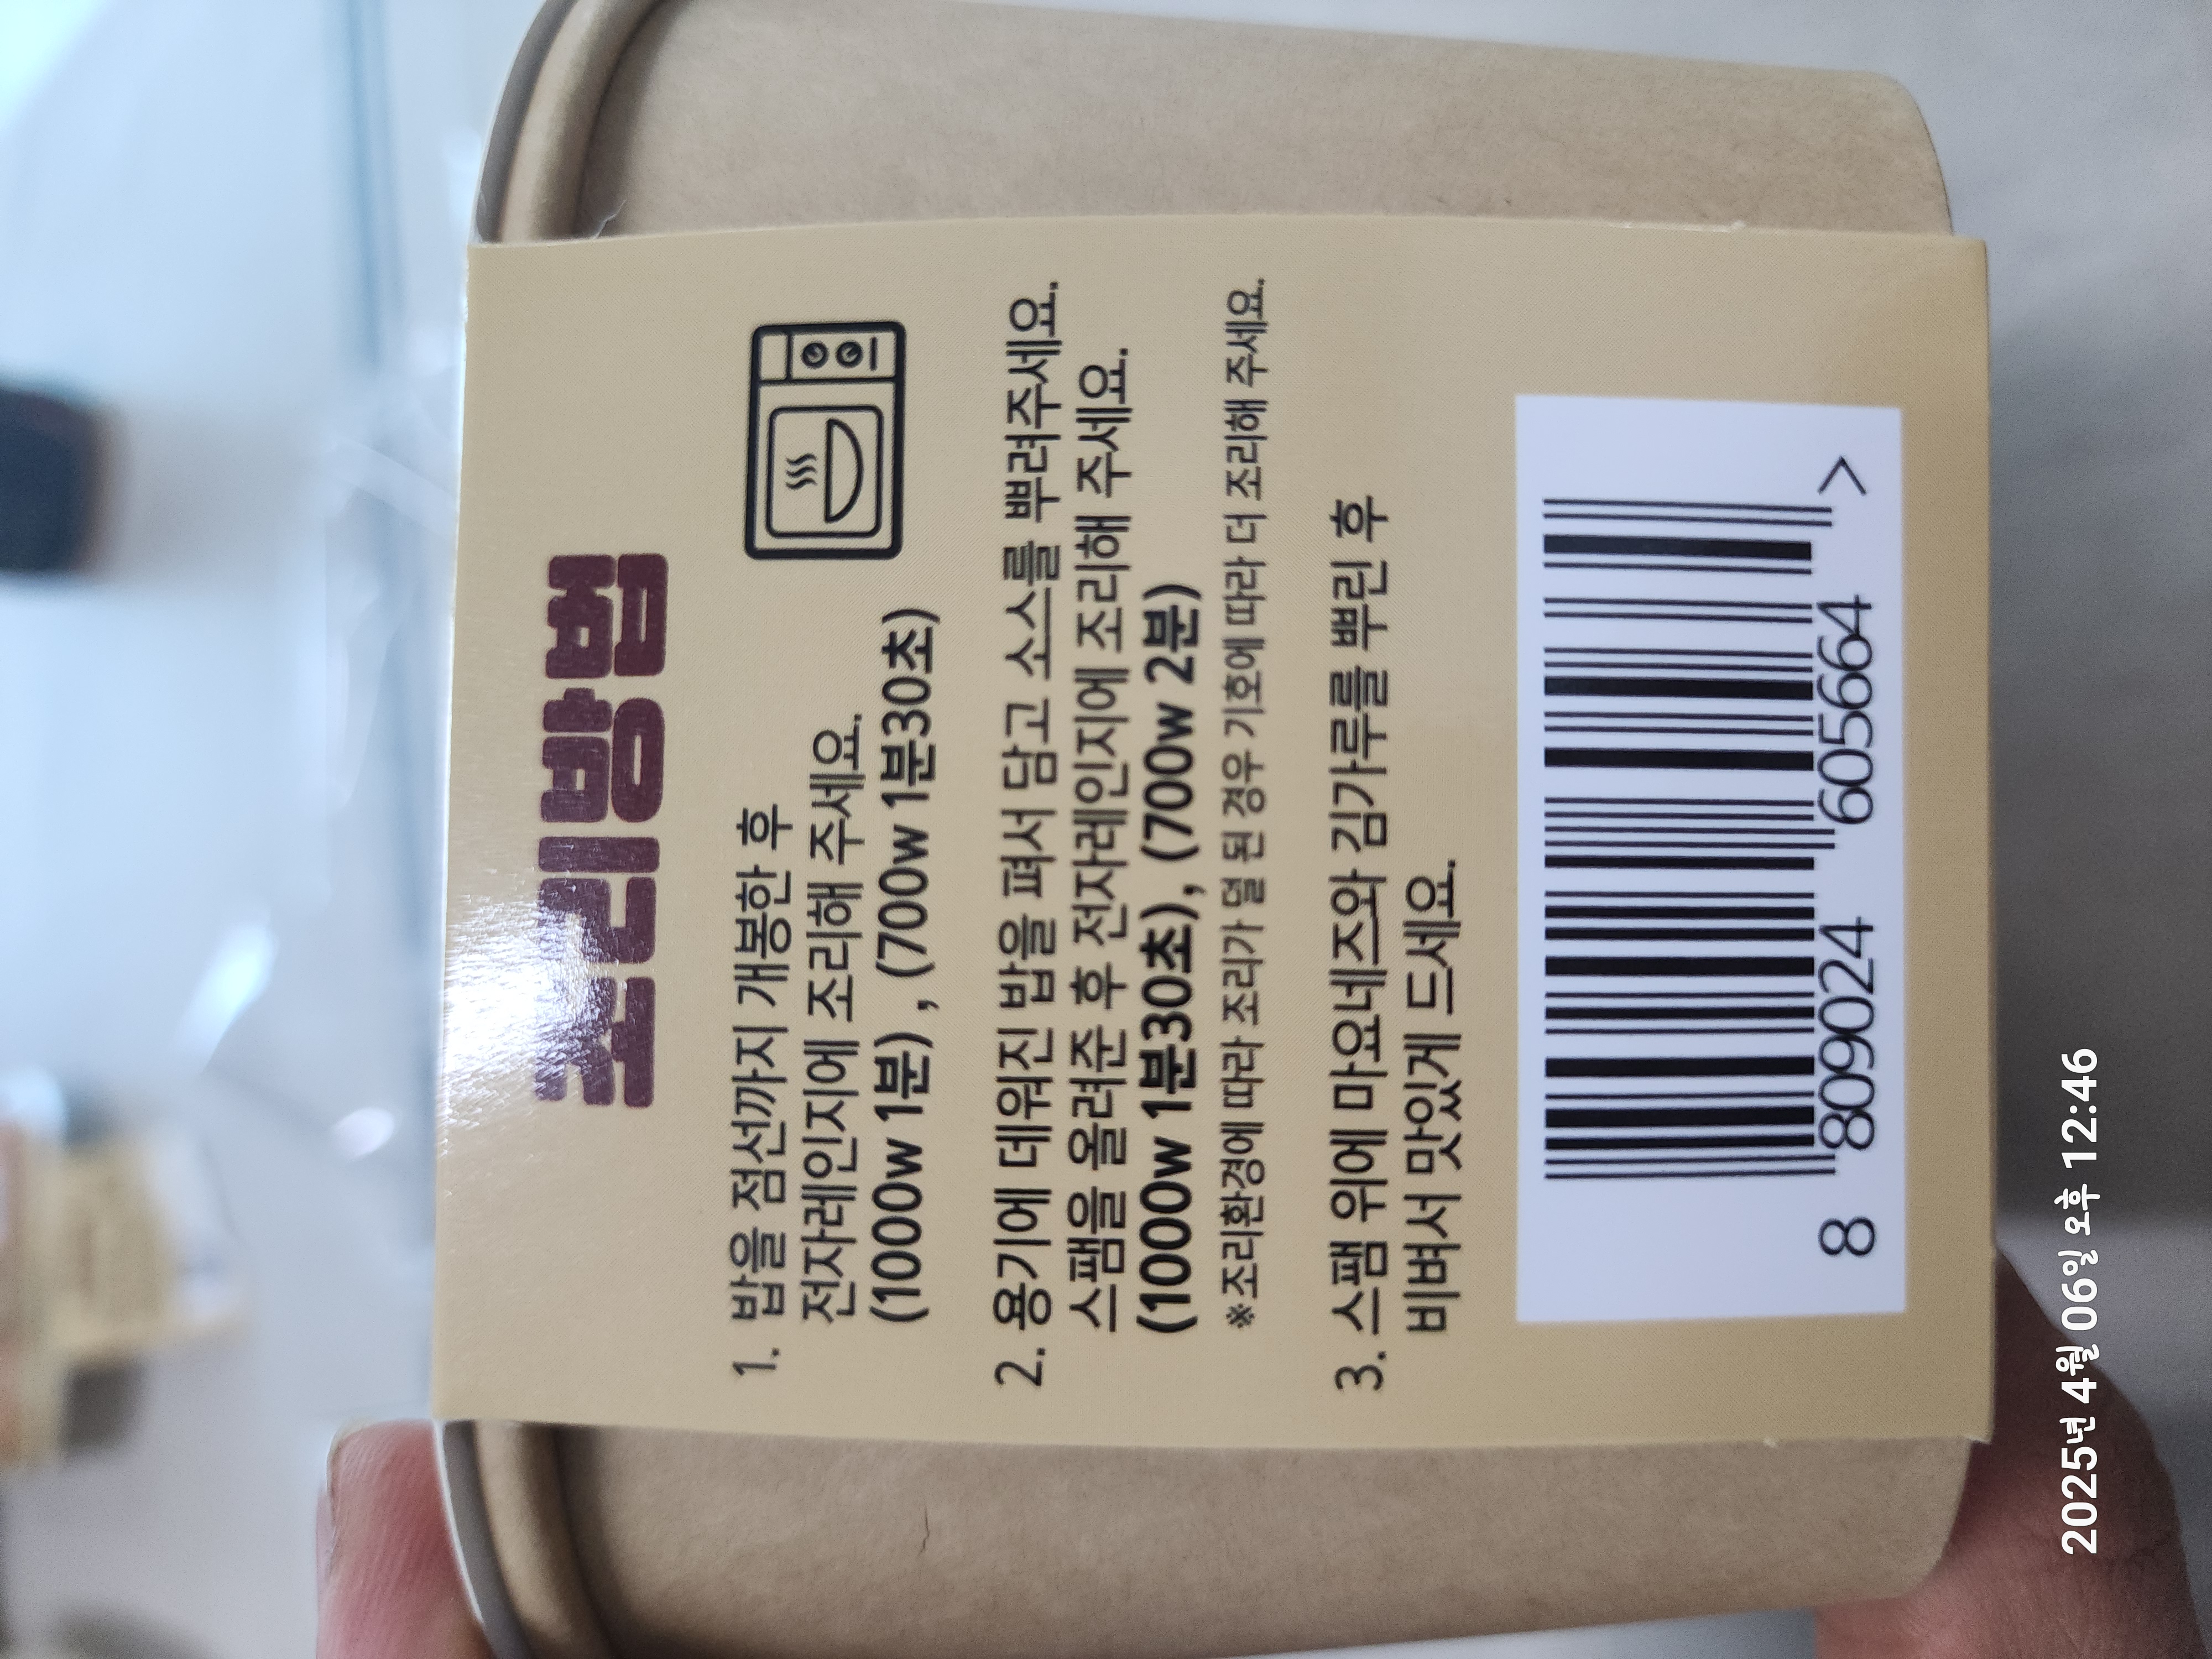 조리방법
1. 밥을 점선까지 개봉한 후
전자레인지에 조리해 주세요.
(1000w 1분) , (700w 1분30초)
2. 용기에 데워진 밥을 펴서 담고 소스를 뿌려주세요.
스팸을 올려준 후 전자레인지에 조리해 주세요.
(1000w 1분30초), (700w 2분)
※조리환경에 따라 조리가 덜 된 경우 기호에 따라 더 조리해 주세요.
3. 스팸 위에 마요네즈와 김가루를 뿌린 후
비벼서 맛있게 드세요.
8 809024 605664 >
2025년 4월 06일 오후 12:46